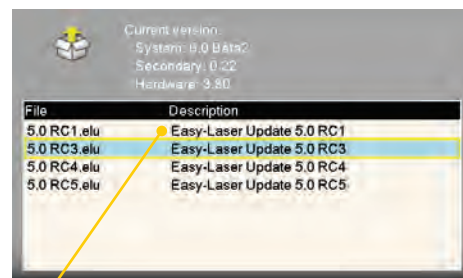 Current version:
System: 6.0 Beta2
Secondary: 0.22
Hardware: 3.80
File Description
5.0 RC1.elu Easy-Laser Update 5.0 RC1
5.0 RC3.elu Easy-Laser Update 5.0 RC3
5.0 RC4.elu Easy-Laser Update 5.0 RC4
5.0 RC5.elu Easy-Laser Update 5.0 RC5